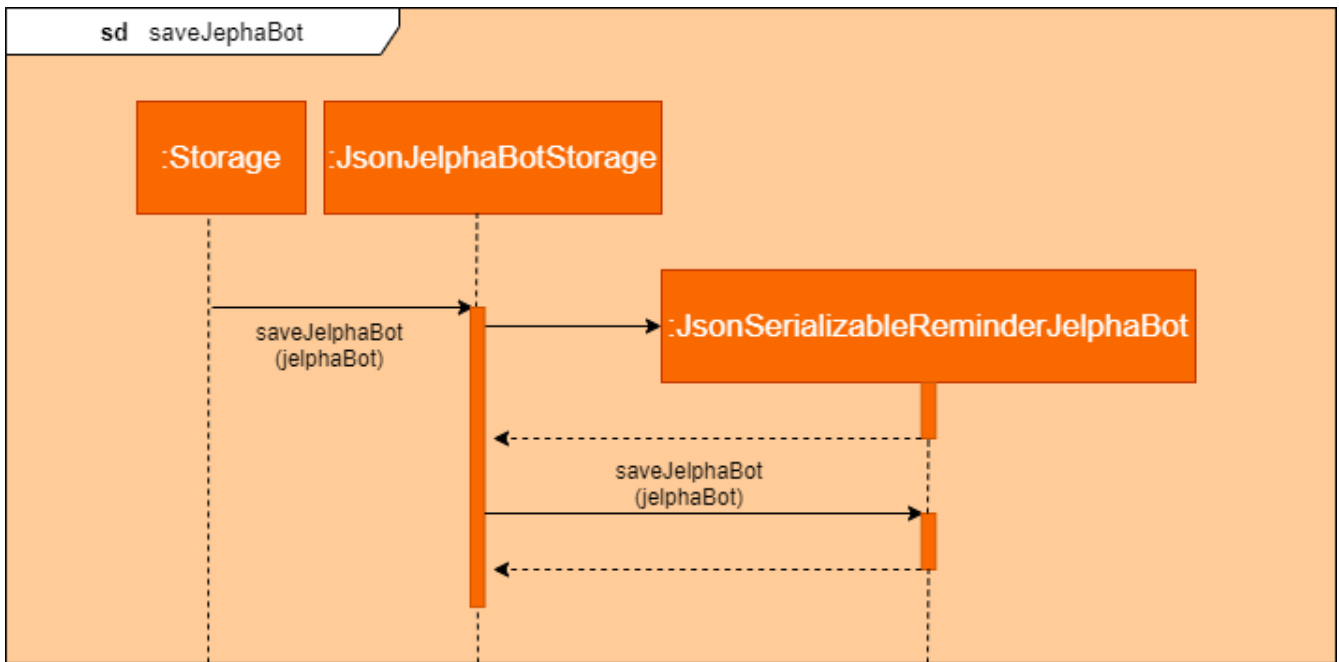 sd saveJephaBot
:Storage
:JsonJelphaBotStorage
:JsonSerializableReminderJelphaBot
saveJelphaBot
(jelphaBot)
saveJelphaBot
(jelphaBot)